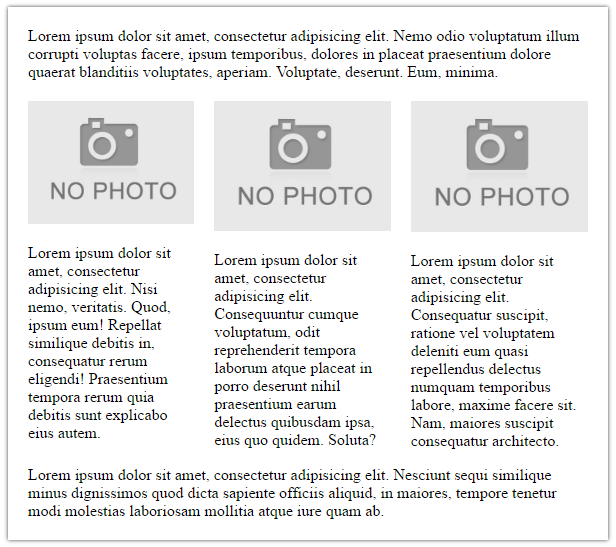 Lorem ipsum dolor sit amet, consectetur adipisicing elit. Nemo odio voluptatum illum
corrupti voluptas facere, ipsum temporibus, dolores in placeat praesentium dolore
quaerat blanditiis voluptates, aperiam. Voluptate, deserunt. Eum, minima.
NO PHOTO
Lorem ipsum dolor sit
amet, consectetur
adipisicing elit. Nisi
nemo, veritatis. Quod,
ipsum eum! Repellat
similique debitis in,
consequatur rerum
eligendi! Praesentium
tempora rerum quia
debitis sunt explicabo
eius autem.
NO PHOTO
Lorem ipsum dolor sit
amet, consectetur
adipisicing elit.
Consequuntur cumque
voluptatum, odit
reprehenderit tempora
laborum atque placeat in
porro deserunt nihil
praesentium earum
delectus quibusdam ipsa,
eius quo quidem. Soluta?
NO PHOTO
Lorem ipsum dolor sit
amet, consectetur
adipisicing elit.
Consequatur suscipit,
ratione vel voluptatem
deleniti eum quasi
repellendus delectus
numquam temporibus
labore, maxime facere sit.
Nam, maiores suscipit
consequatur architecto.
Lorem ipsum dolor sit amet, consectetur adipisicing elit. Nesciunt sequi similique
minus dignissimos quod dicta sapiente officiis aliquid, in maiores, tempore tenetur
modi molestias laboriosam mollitia atque iure quam ab.